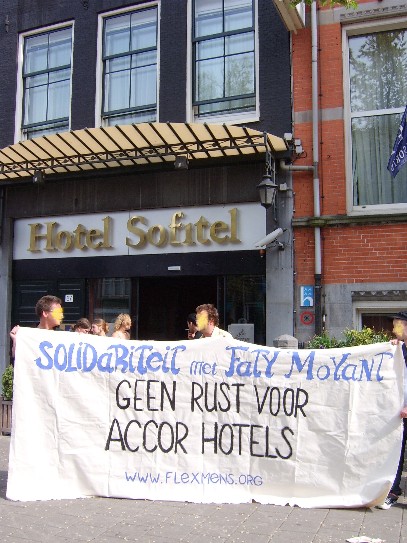 Hotel Sofitel
SOLIDARITEIT met FATY MOYANT
GEEN RUST VOOR
ACCOR HOTELS
WWW.FLEXMENS.ORG